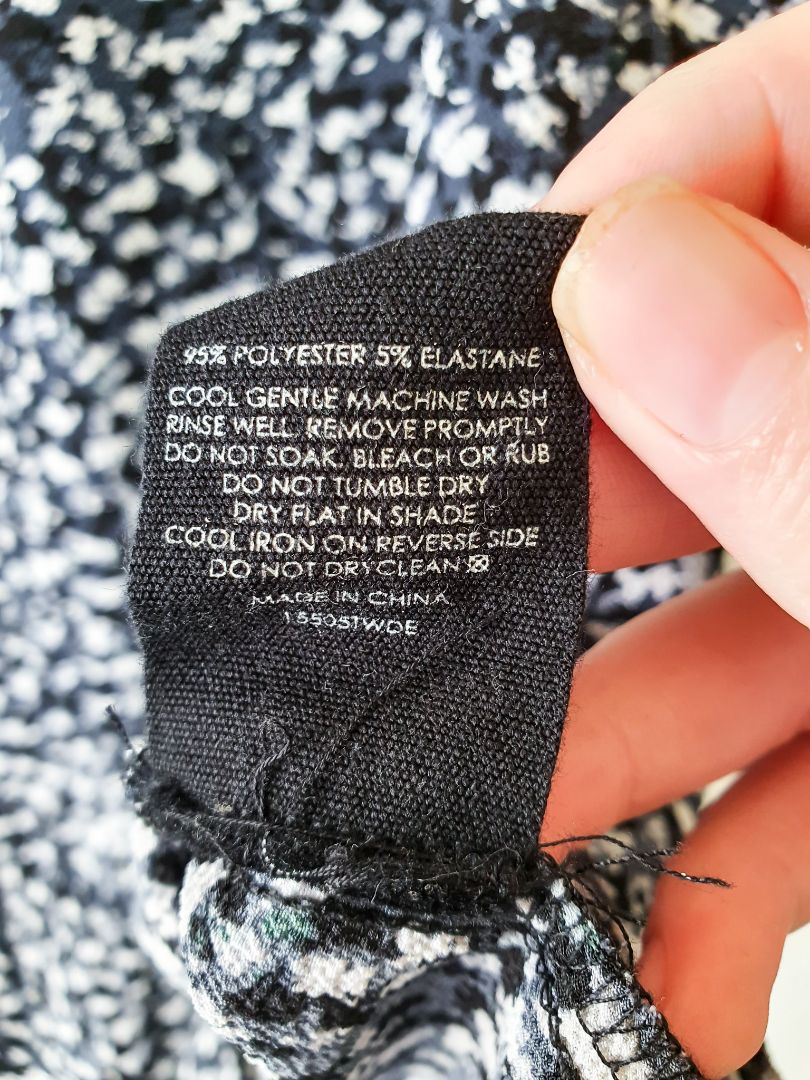 95% POLYESTER 5% ELASTANE
COOL GENTLE MACHINE WASH
RINSE WELL. REMOVE PROMPTLY
DO NOT SOAK, BLEACH OR RUB
DO NOT TUMBLE DRY
DRY FLAT IN SHADE
COOL IRON ON REVERSE SIDE
DO NOT DRYCLEAN
MADE IN CHINA
15505TWDE